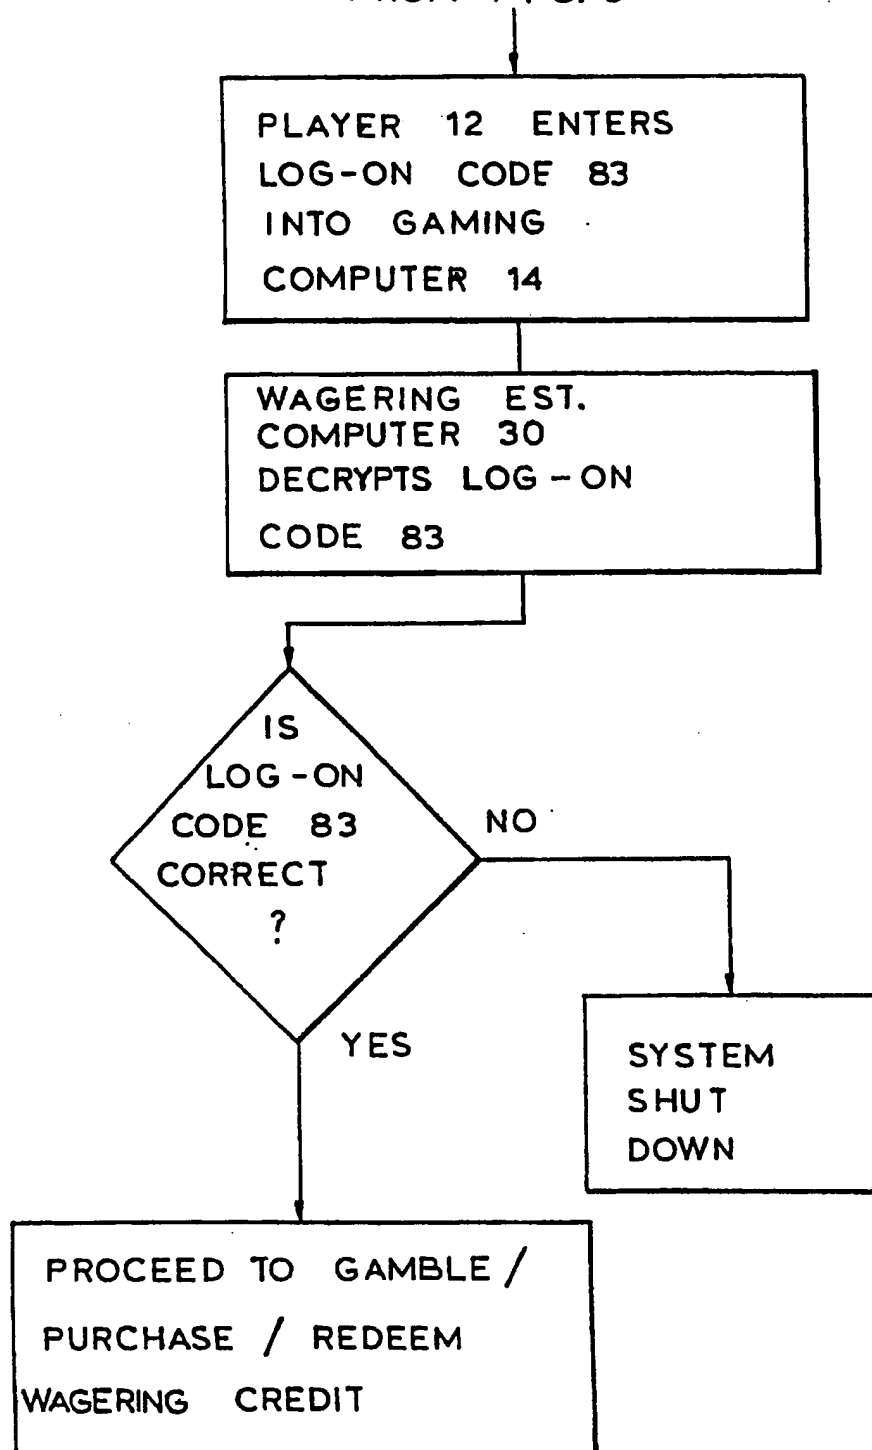 PLAYER 12 ENTERS
LOG-ON CODE 83
INTO GAMING
COMPUTER 14
WAGERING EST.
COMPUTER 30
DECRYPTS LOG-ON
CODE 83
IS
LOG-ON
CODE 83
CORRECT
?
NO
YES
SYSTEM
SHUT
DOWN
PROCEED TO GAMBLE /
PURCHASE / REDEEM
WAGERING CREDIT